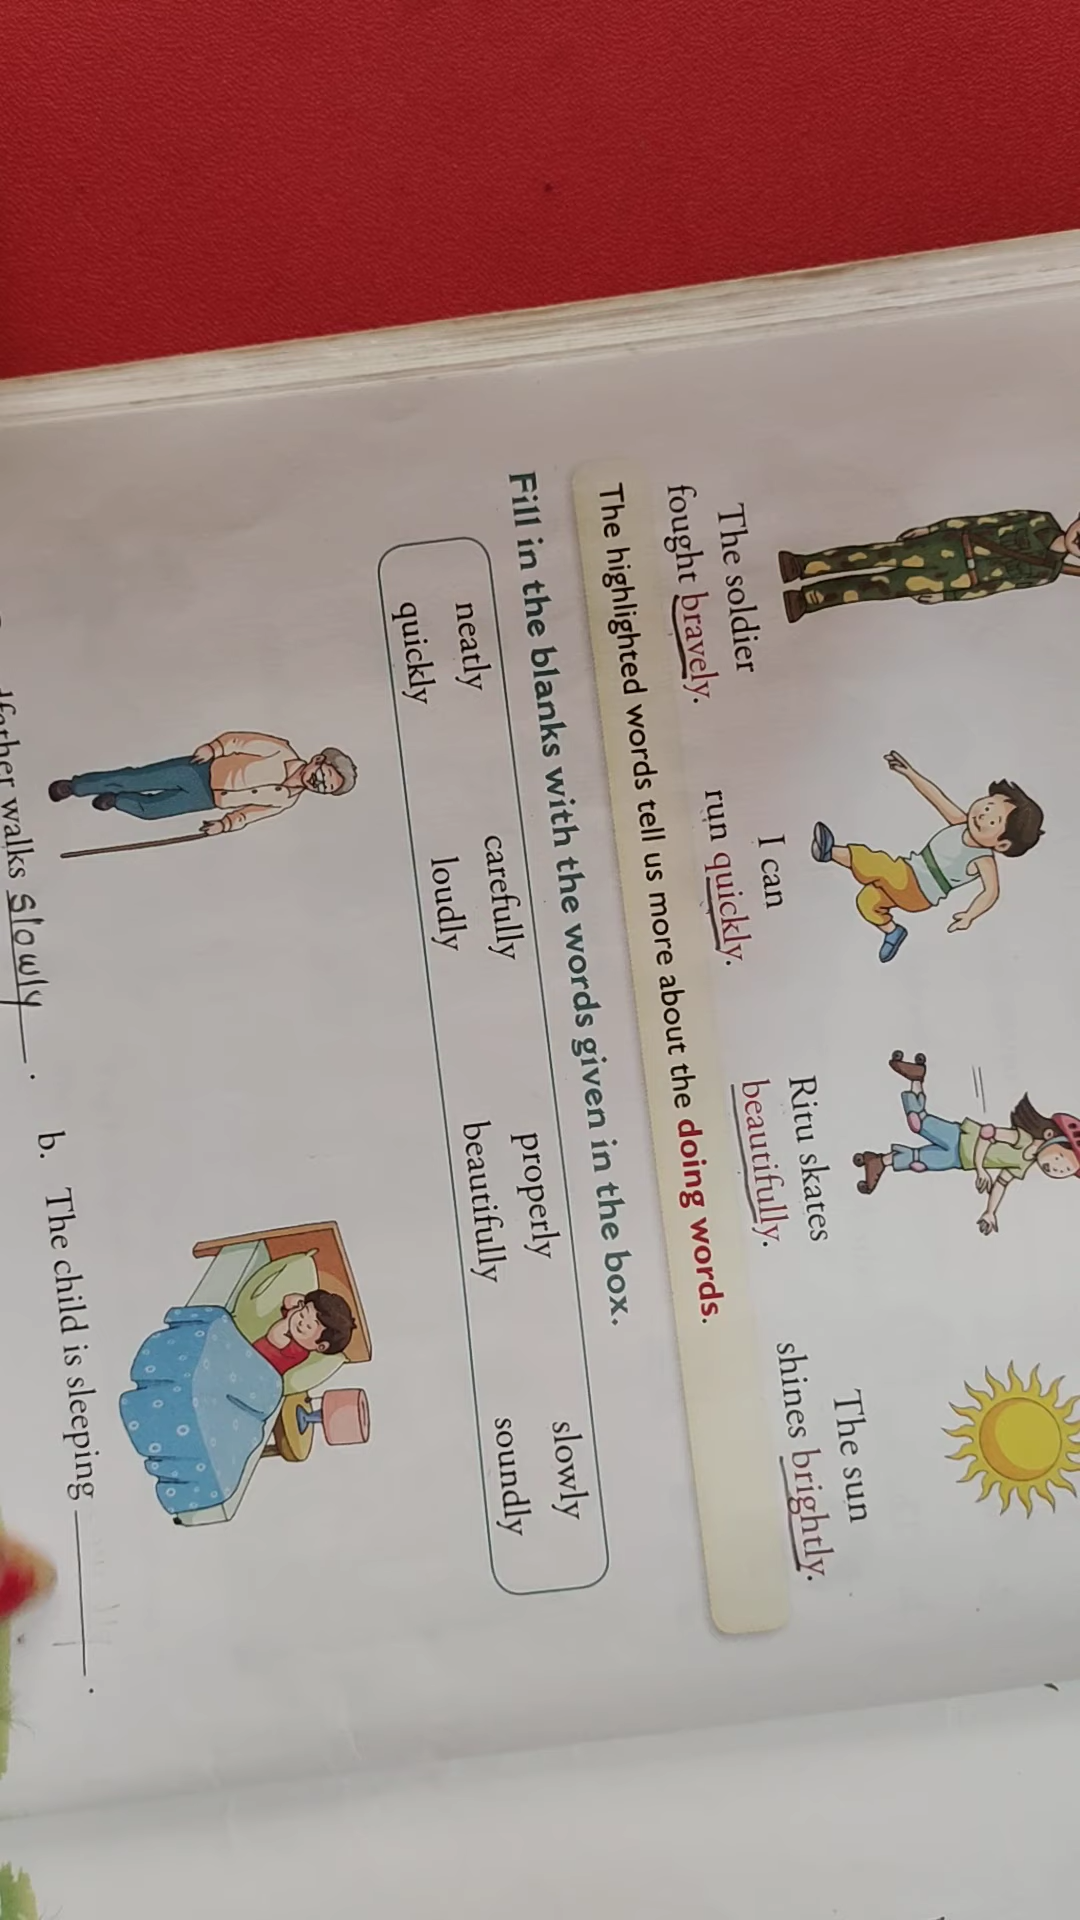 The soldier
fought bravely.
I can
run quickly.
Ritu skates
beautifully.
The sun
shines brightly.
The highlighted words tell us more about the doing words.
Fill in the blanks with the words given in the box.
neatly carefully properly slowly
quickly loudly beautifully soundly
walks slowly.
b. The child is sleeping ________.